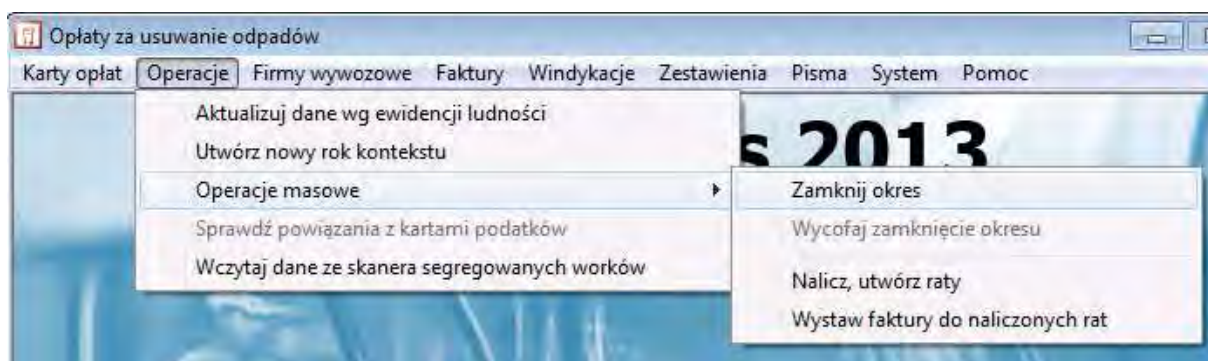 Opłaty za usuwanie odpadów
Karty opłat Operacje Firmy wywozowe Faktury Windykacje Zestawienia Pisma System Pomoc
Aktualizuj dane wg ewidencji ludności
Utwórz nowy rok kontekstu
s 2013
Operacje masowe
Zamknij okres
Sprawdź powiązania z kartami podatków
Wycofaj zamknięcie okresu
Wczytaj dane ze skanera segregowanych worków
Nalicz, utwórz raty
Wystaw faktury do naliczonych rat